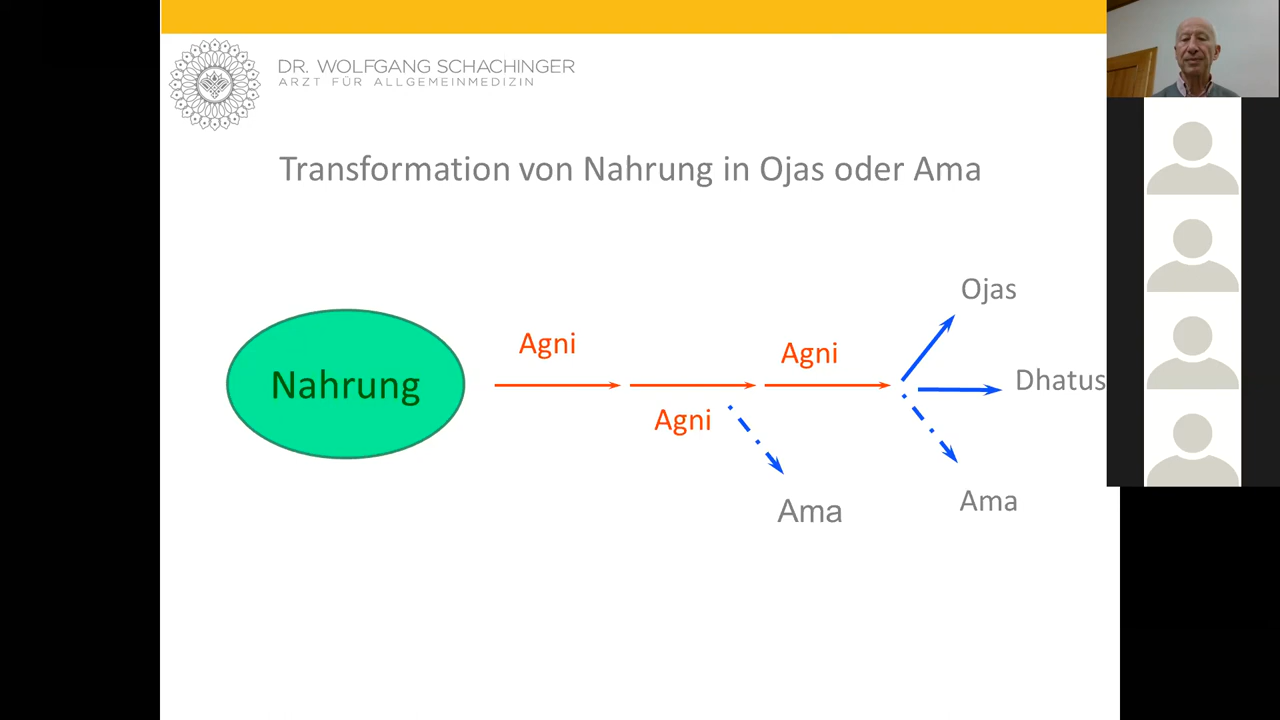 DR. WOLFGANG SCHACHINGER
ARZT FÜR ALLGEMEINMEDIZIN
Transformation von Nahrung in Ojas oder Ama
Ojas
Agni
Agni
Nahrung
Dhatus
Agni
Ama
Ama